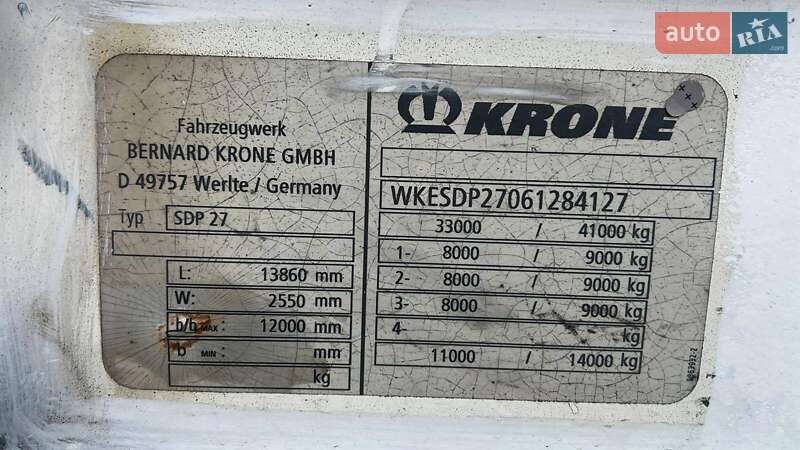 auto RIA
.com
Fahrzeugwerk
BERNARD KRONE GMBH
D 49757 Werlte / Germany
Typ SDP 27
L: 13860 mm
W: 2550 mm
b/b MAX: 12000 mm
b MIN: mm
kg
KRONE
WKESDP27061284127
33000 / 41000 kg
1- 8000 / 9000 kg
2- 8000 / 9000 kg
3- 8000 / 9000 kg
4- kg
11000 / 14000 kg